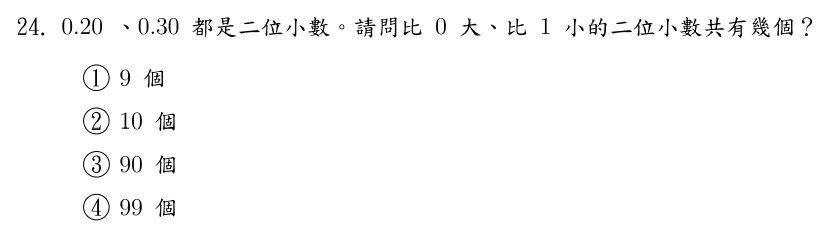 24. 0.20 、0.30 都是二位小數。請問比 0 大、比 1 小的二位小數共有幾個？
① 9 個
② 10 個
③ 90 個
④ 99 個